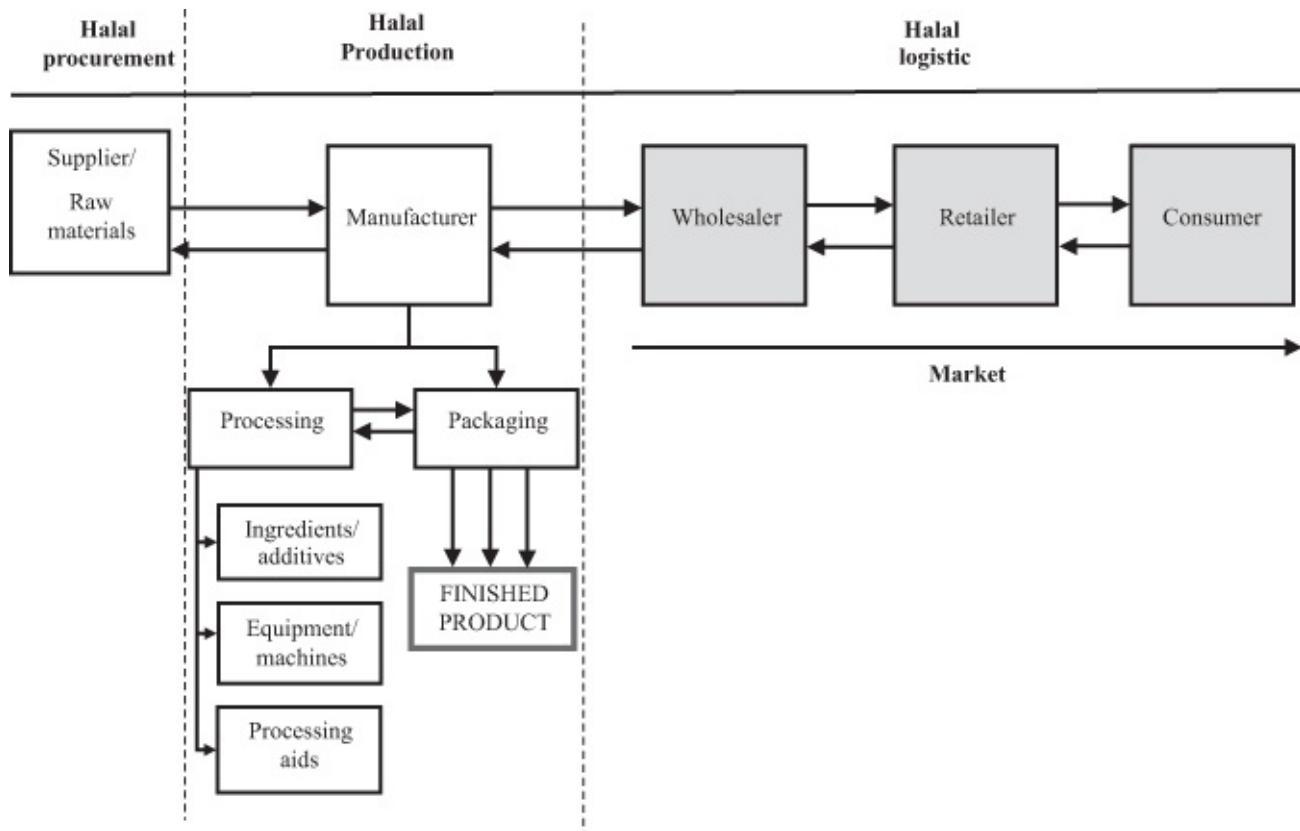 Halal
procurement
Halal
Production
Halal
logistic
Supplier/
Raw
materials
Manufacturer
Wholesaler
Retailer
Consumer
Market
Processing
Packaging
Ingredients/
additives
FINISHED
PRODUCT
Equipment/
machines
Processing
aids